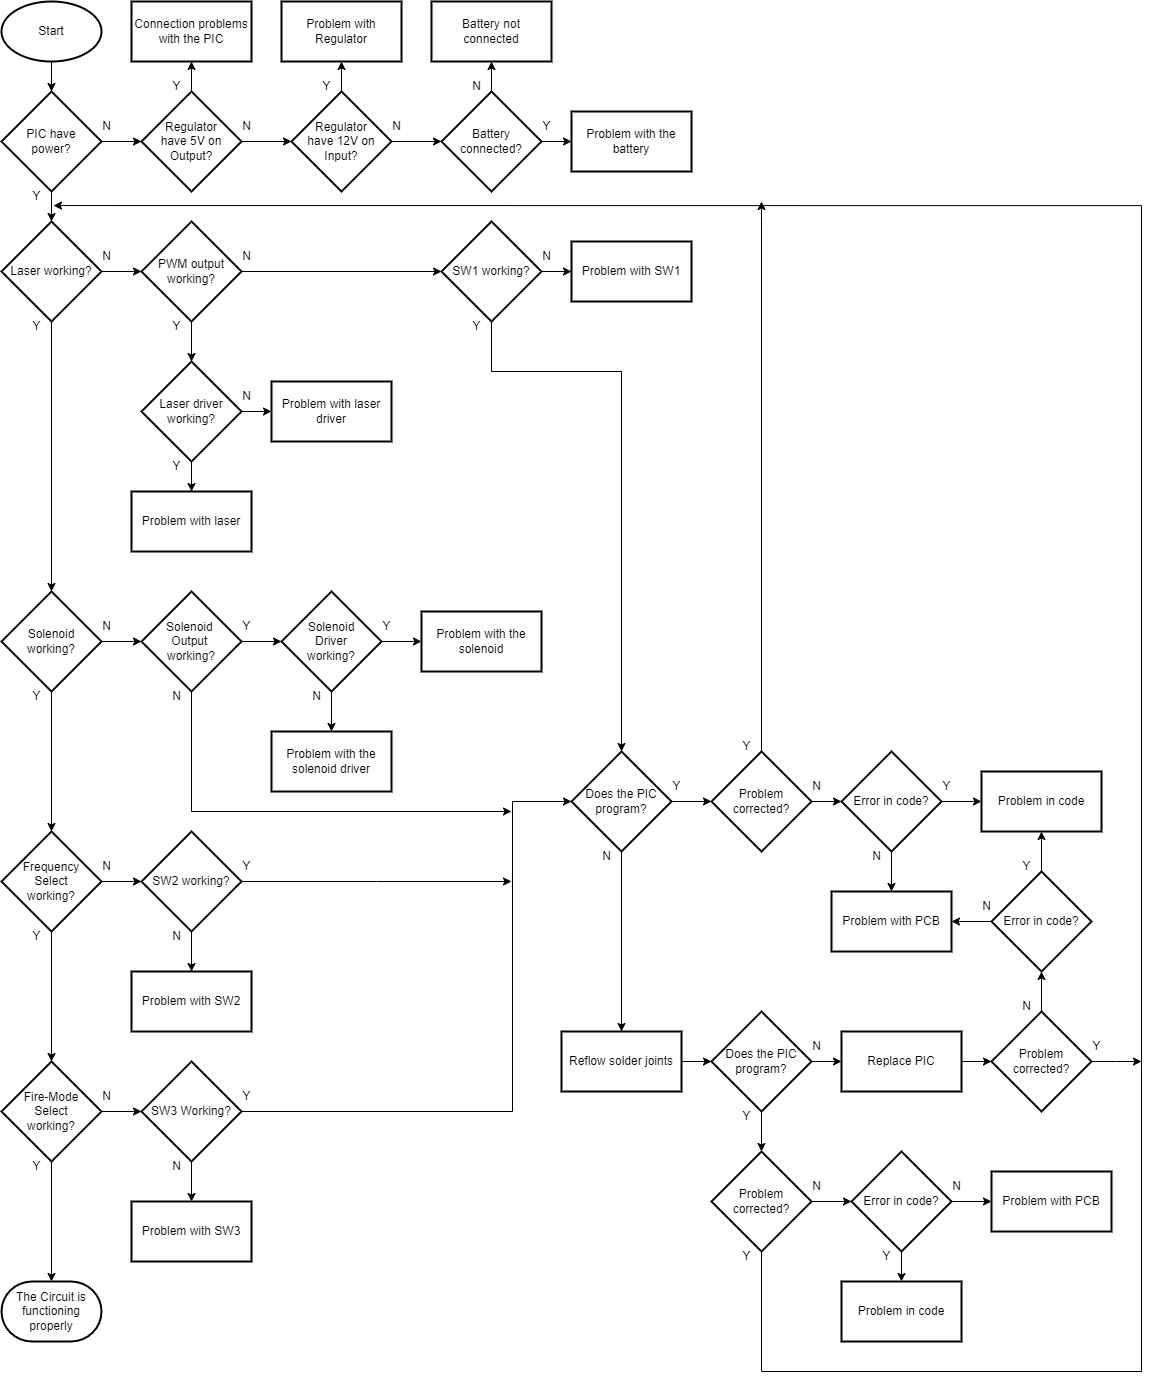 Start
Connection problems
with the PIC
Problem with
Regulator
Battery not
connected
Y
Y
N
PIC have
power?
N
Regulator
have 5V on
Output?
N
Regulator
have 12V on
Input?
N
Battery
connected?
Y
Problem with the
battery
Y
Laser working?
N
PWM output
working?
N
SW1 working?
N
Problem with SW1
Y
Y
Y
Laser driver
working?
N
Problem with laser
driver
Y
Problem with laser
Solenoid
working?
N
Solenoid
Output
working?
Y
Solenoid
Driver
working?
Y
Problem with the
solenoid
Y
N
N
Problem with the
solenoid driver
Y
Does the PIC
program?
Y
Problem
corrected?
N
Error in code?
Y
Problem in code
N
N
Y
Frequency
Select
working?
N
SW2 working?
Y
Problem with PCB
N
Error in code?
Y
N
Problem with SW2
N
Reflow solder joints
Does the PIC
program?
N
Replace PIC
Problem
corrected?
Y
Fire-Mode
Select
working?
N
SW3 Working?
Y
Y
Y
N
Problem with SW3
Problem
corrected?
N
Error in code?
N
Problem with PCB
Y
Y
The Circuit is
functioning
properly
Problem in code